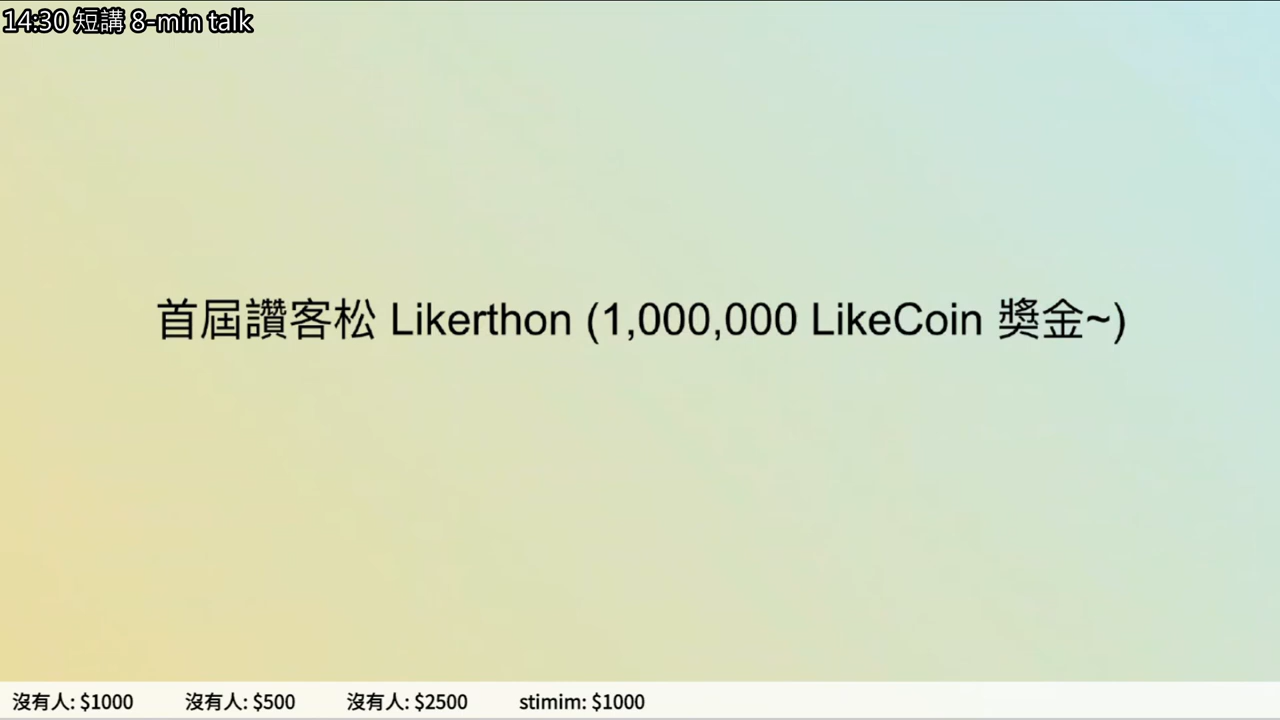 14:30 短講 8-min talk
首屆讚客松 Likerthon (1,000,000 LikeCoin 獎金~)
沒有人: $1000 沒有人: $500 沒有人: $2500 stimim: $1000